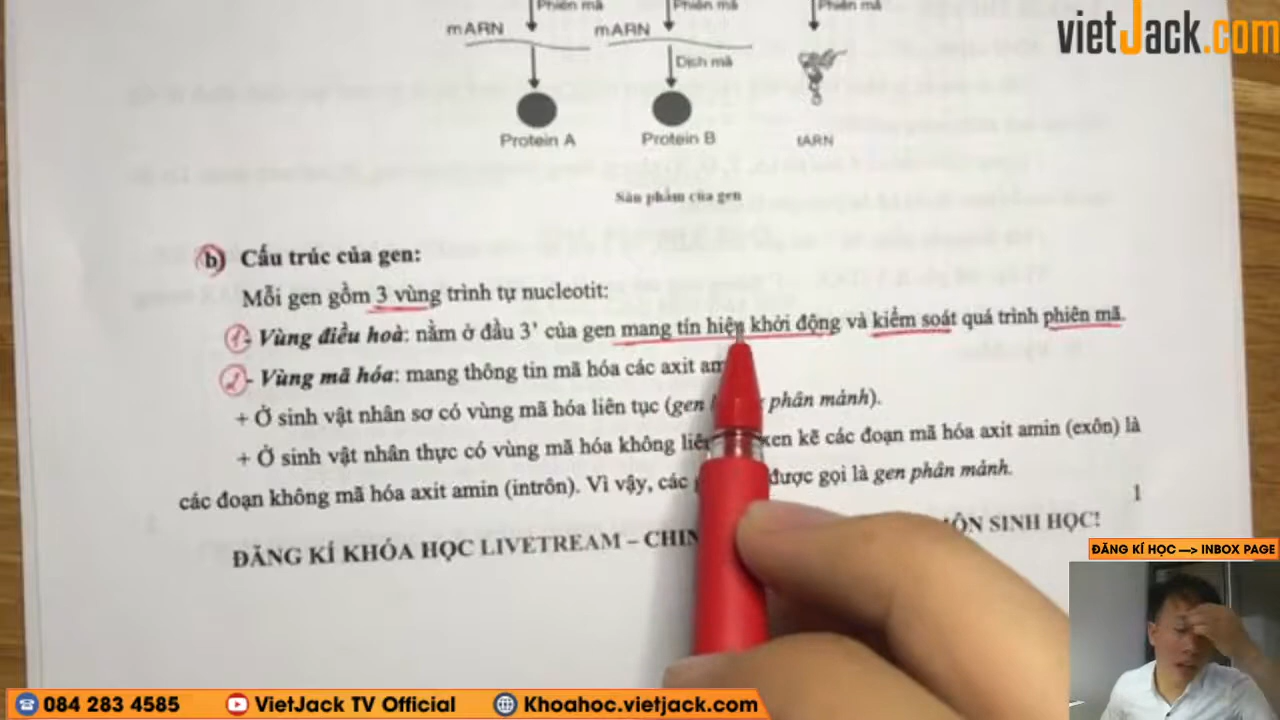 Phiên mã Phiên mã Phiên mã
vietJack.com
mARN mARN
Dịch mã
Protein A Protein B tARN
Sản phẩm của gen
b) Cấu trúc của gen:
Mỗi gen gồm 3 vùng trình tự nucleotit:
1- Vùng điều hoà: nằm ở đầu 3' của gen mang tín hiệu khởi động và kiểm soát quá trình phiên mã.
2- Vùng mã hóa: mang thông tin mã hóa các axit am
+ Ở sinh vật nhân sơ có vùng mã hóa liên tục (gen phân mảnh).
+ Ở sinh vật nhân thực có vùng mã hóa không liê xen kẽ các đoạn mã hóa axit amin (exôn) là
các đoạn không mã hóa axit amin (intrôn). Vì vậy, các được gọi là gen phân mảnh.
1
ĐĂNG KÍ KHÓA HỌC LIVETREAM – CHIN ÔN SINH HỌC!
ĐĂNG KÍ HỌC —> INBOX PAGE
084 283 4585 VietJack TV Official Khoahoc.vietjack.com